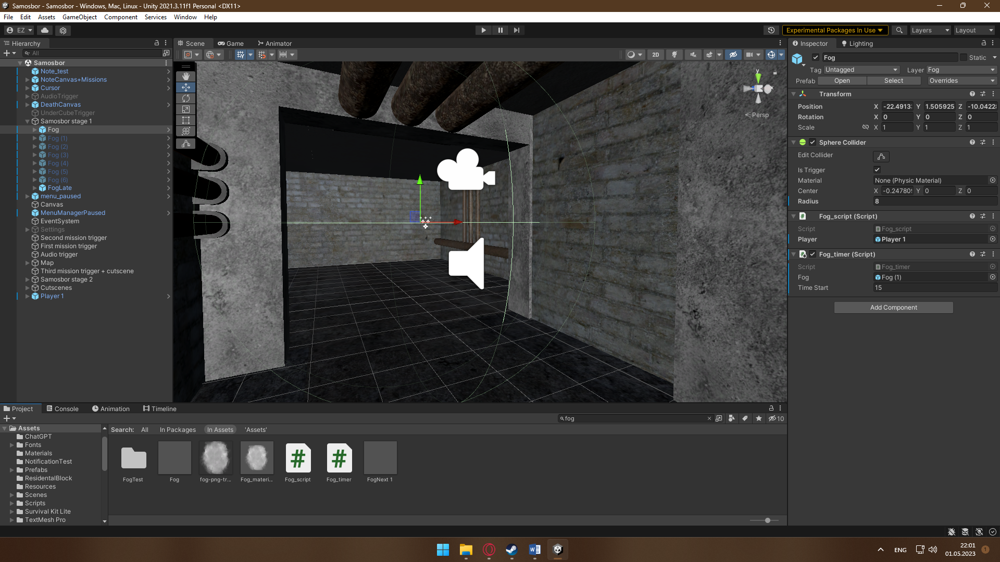 Samosbor - Samosbor - Windows, Mac, Linux - Unity 2021.3.11f1 Personal <DX11>
File Edit Assets GameObject Component Services Window Help
EZ
Experimental Packages In Use
Layers
Layout
Hierarchy
All
Samosbor
Note_test
NoteCanvas+Missions
Cursor
AudioTrigger
DeathCanvas
UnderCubeTrigger
Samosbor stage 1
Fog
Fog (1)
Fog (2)
Fog (3)
Fog (4)
Fog (5)
Fog (6)
FogLate
menu_paused
Canvas
MenuManagerPaused
EventSystem
Settings
Second mission trigger
First mission trigger
Audio trigger
Map
Third mission trigger + cutscene
Samosbor stage 2
Cutscenes
Player 1
Scene Game Animator
2D
y
x
Persp
Inspector Lighting
Fog
Static
Tag Untagged Layer Fog
Prefab Open Select Overrides
Transform
Position X -22.4913 Y 1.505925 Z -10.0422
Rotation X 0 Y 0 Z 0
Scale X 1 Y 1 Z 1
Sphere Collider
Edit Collider
Is Trigger
Material None (Physic Material)
Center X -0.24780 Y 0 Z 0
Radius 8
Fog_script (Script)
Script Fog_script
Player Player 1
Fog_timer (Script)
Script Fog_timer
Fog Fog (1)
Time Start 15
Add Component
Project Console Animation Timeline
fog
10
Assets
ChatGPT
Fonts
Materials
NotificationTest
Prefabs
ResidentalBlock
Resources
Scenes
Scripts
Survival Kit Lite
TextMesh Pro
Search: All In Packages In Assets 'Assets'
FogTest
Fog
fog-png-tr...
Fog_materi...
Fog_script
Fog_timer
FogNext 1
ENG
22:01
01.05.2023
1